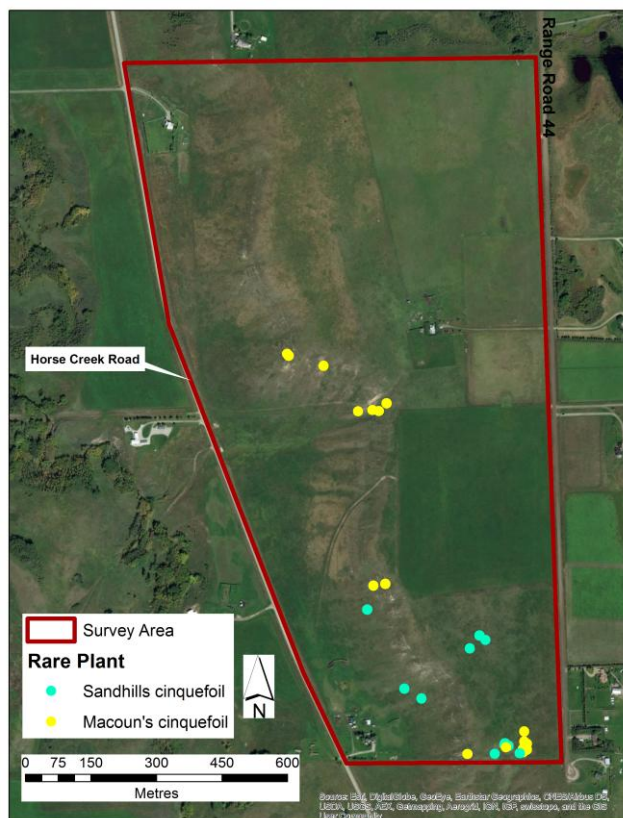 Range Road 44
Horse Creek Road
Survey Area
Rare Plant
Sandhills cinquefoil
Macoun's cinquefoil
N
0 75 150 300 450 600
Metres
Source: Esri, DigitalGlobe, GeoEye, Earthstar Geographics, CNES/Airbus DS,
USDA, USGS, AEX, Getmapping, Aerogrid, IGN, IGP, swisstopo, and the GIS
User Community